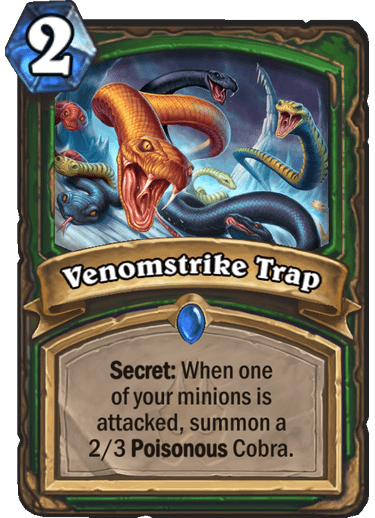 2
Venomstrike Trap
Secret: When one
of your minions is
attacked, summon a
2/3 Poisonous Cobra.